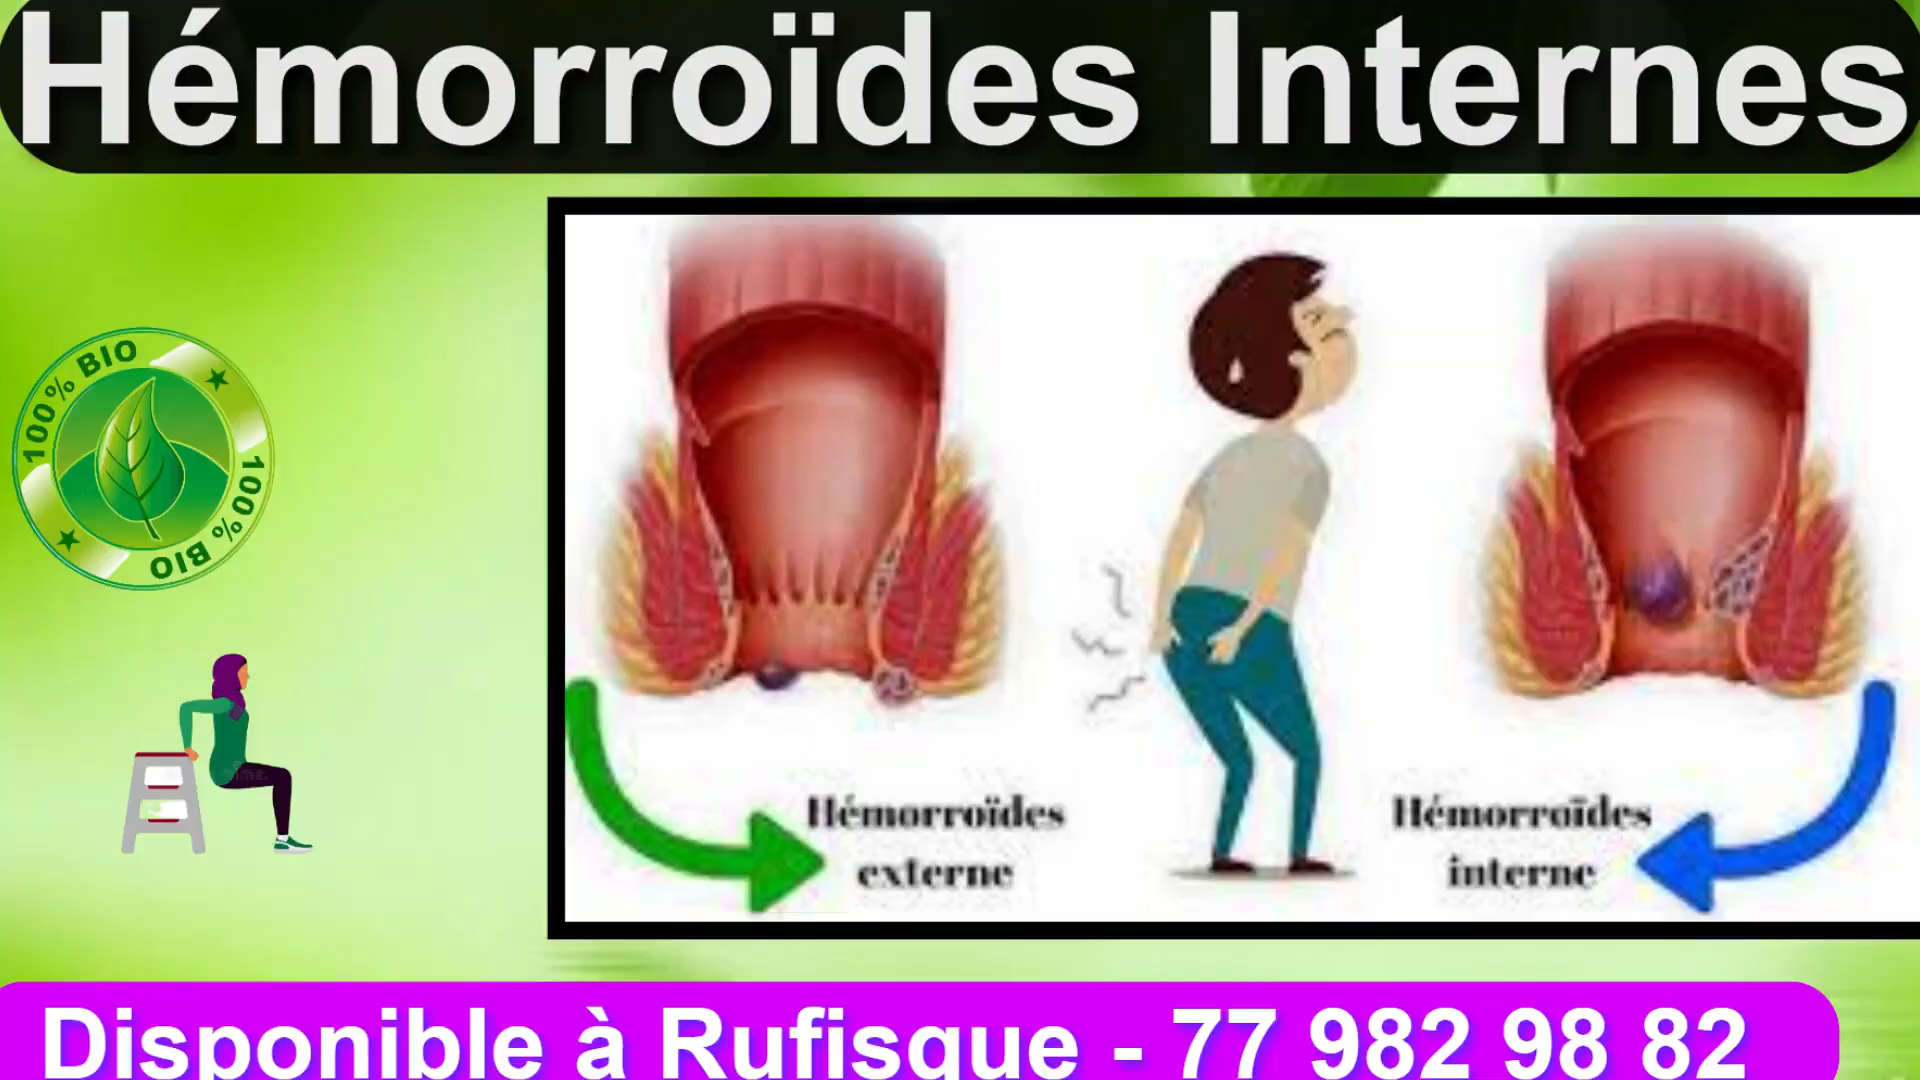 Hémorroïdes Internes
100% BIO
100% BIO
Hémorroïdes
externe
Hémorroïdes
interne
Disponible à Rufisque - 77 982 98 82